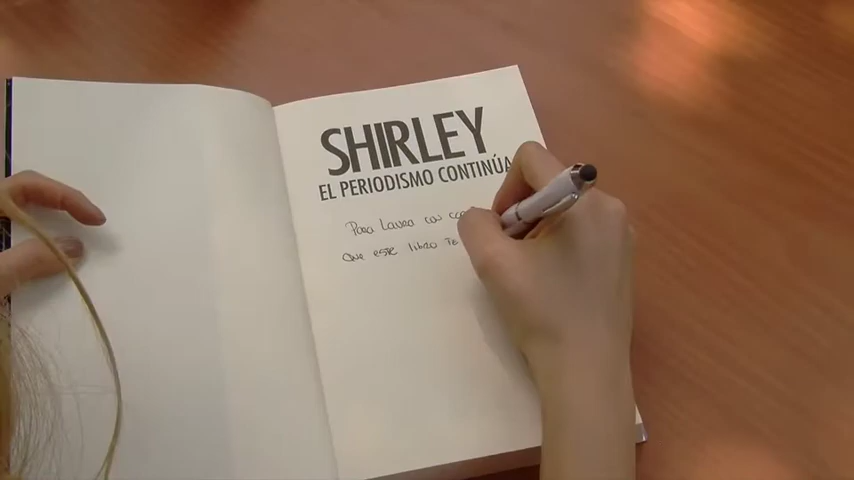 SHIRLEY
EL PERIODISMO CONTINÚA
Para Laura con
Que este libro Te